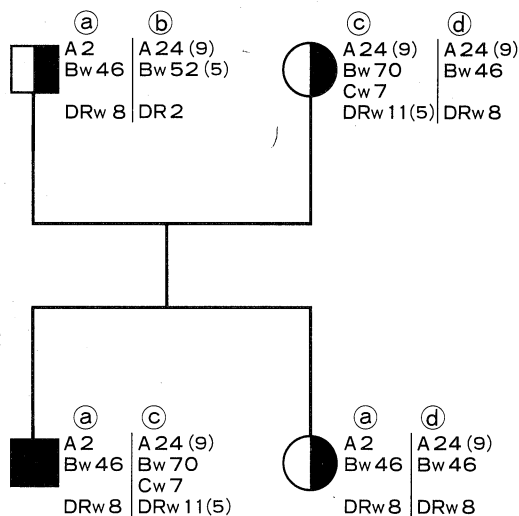 ⓐ ⓑ ⓒ ⓓ
A2 A24(9) A24(9) A24(9)
Bw46 Bw52(5) Bw70 Bw46
Cw7
DRw8 DR2 DRw11(5) DRw8
ⓐ ⓒ ⓐ ⓓ
A2 A24(9) A2 A24(9)
Bw46 Bw70 Bw46 Bw46
Cw7
DRw8 DRw11(5) DRw8 DRw8